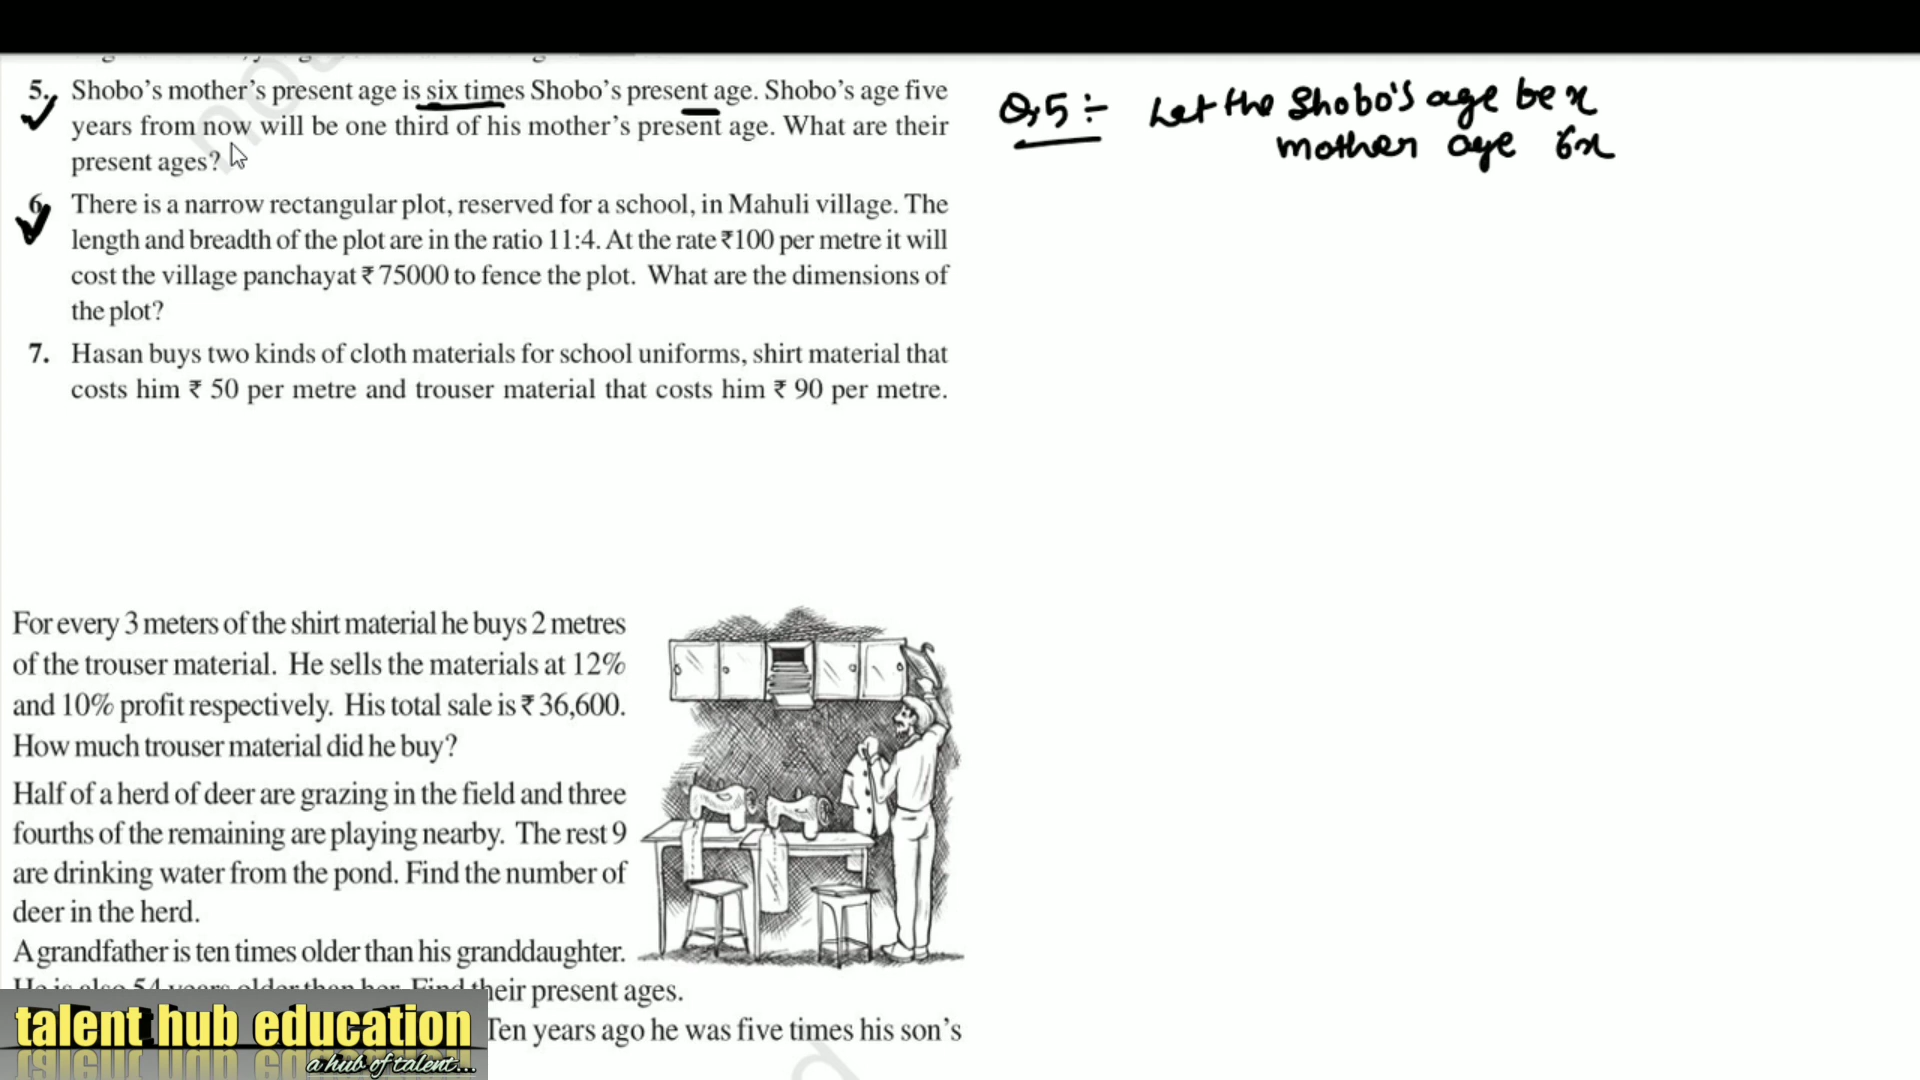 5. Shobo's mother's present age is six times Shobo's present age. Shobo's age five
years from now will be one third of his mother's present age. What are their
present ages?
6. There is a narrow rectangular plot, reserved for a school, in Mahuli village. The
length and breadth of the plot are in the ratio 11:4. At the rate ₹100 per metre it will
cost the village panchayat ₹ 75000 to fence the plot. What are the dimensions of
the plot?
7. Hasan buys two kinds of cloth materials for school uniforms, shirt material that
costs him ₹ 50 per metre and trouser material that costs him ₹ 90 per metre.
For every 3 meters of the shirt material he buys 2 metres
of the trouser material. He sells the materials at 12%
and 10% profit respectively. His total sale is ₹ 36,600.
How much trouser material did he buy?
Half of a herd of deer are grazing in the field and three
fourths of the remaining are playing nearby. The rest 9
are drinking water from the pond. Find the number of
deer in the herd.
A grandfather is ten times older than his granddaughter.
He is also 54 years older than her. Find their present ages.
Ten years ago he was five times his son's
Q,5 :- Let the Shobo's age be x
mother age 6x
talent hub education
a hub of talent...